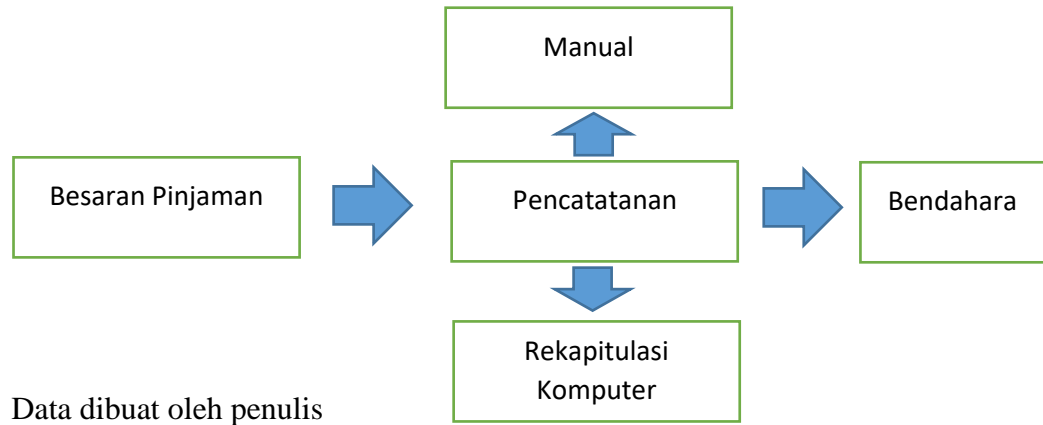 Manual
Besaran Pinjaman
Pencatatanan
Bendahara
Rekapitulasi
Komputer
Data dibuat oleh penulis